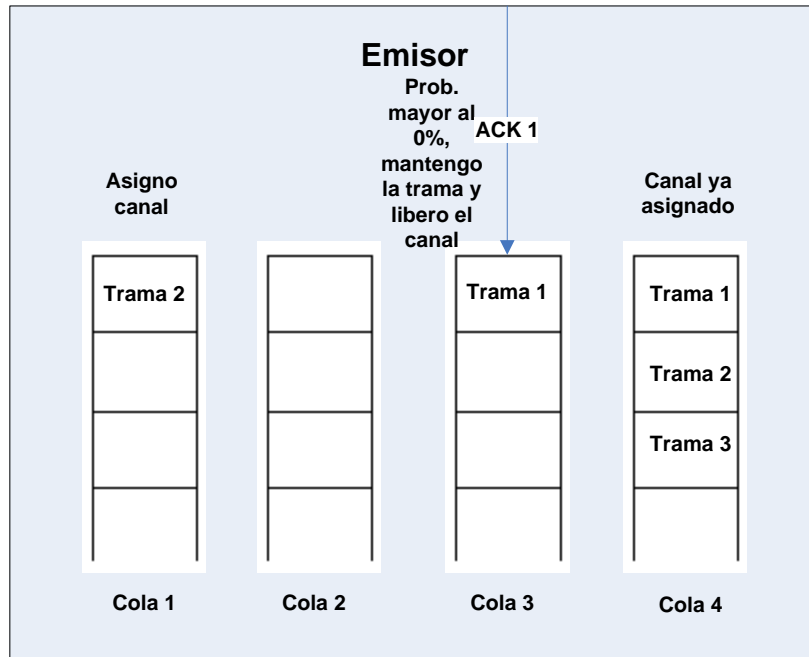 Emisor
Prob.
mayor al
0%,
mantengo
la trama y
libero el
canal
ACK 1
Asigno
canal
Canal ya
asignado
Trama 2
Trama 1
Trama 1
Trama 2
Trama 3
Cola 1
Cola 2
Cola 3
Cola 4